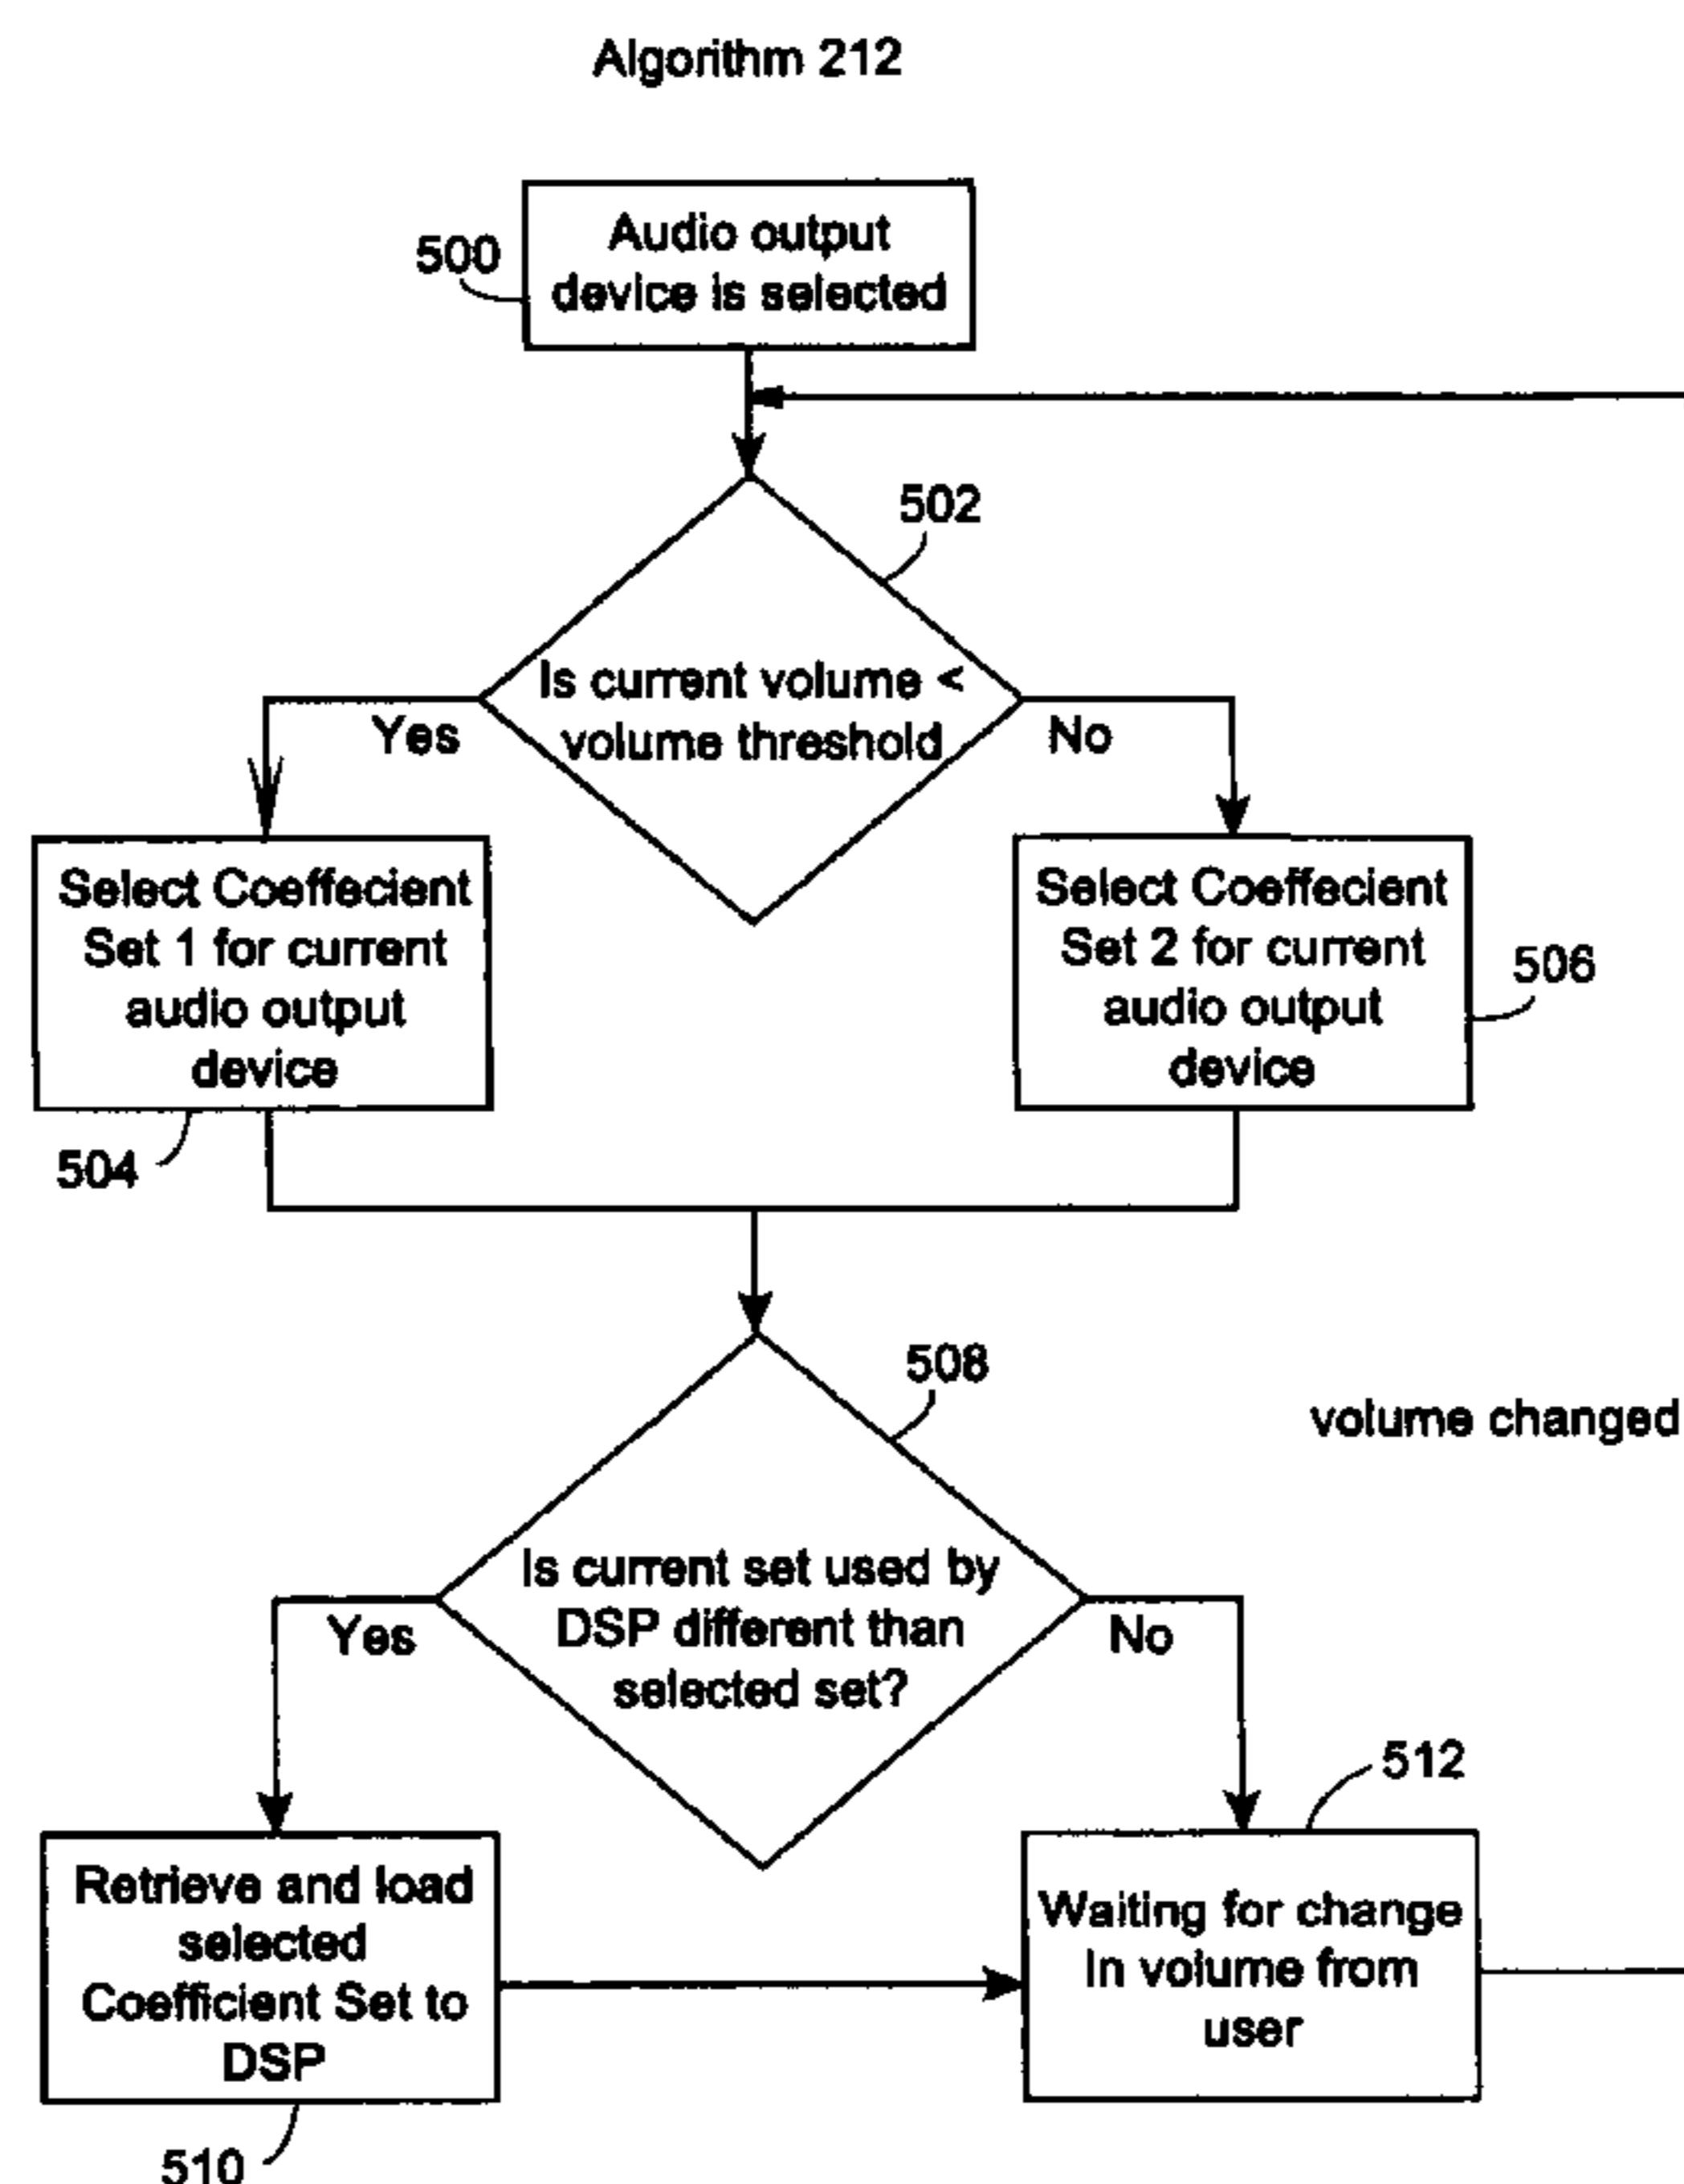 Algorithm 212
500
Audio output
device is selected
502
Is current volume <
volume threshold
Yes
No
Select Coeffecient
Set 1 for current
audio output
device
504
Select Coeffecient
Set 2 for current
audio output
device
506
508
volume changed
Is current set used by
DSP different than
selected set?
Yes
No
512
Retrieve and load
selected
Coefficient Set to
DSP
510
Waiting for change
In volume from
user